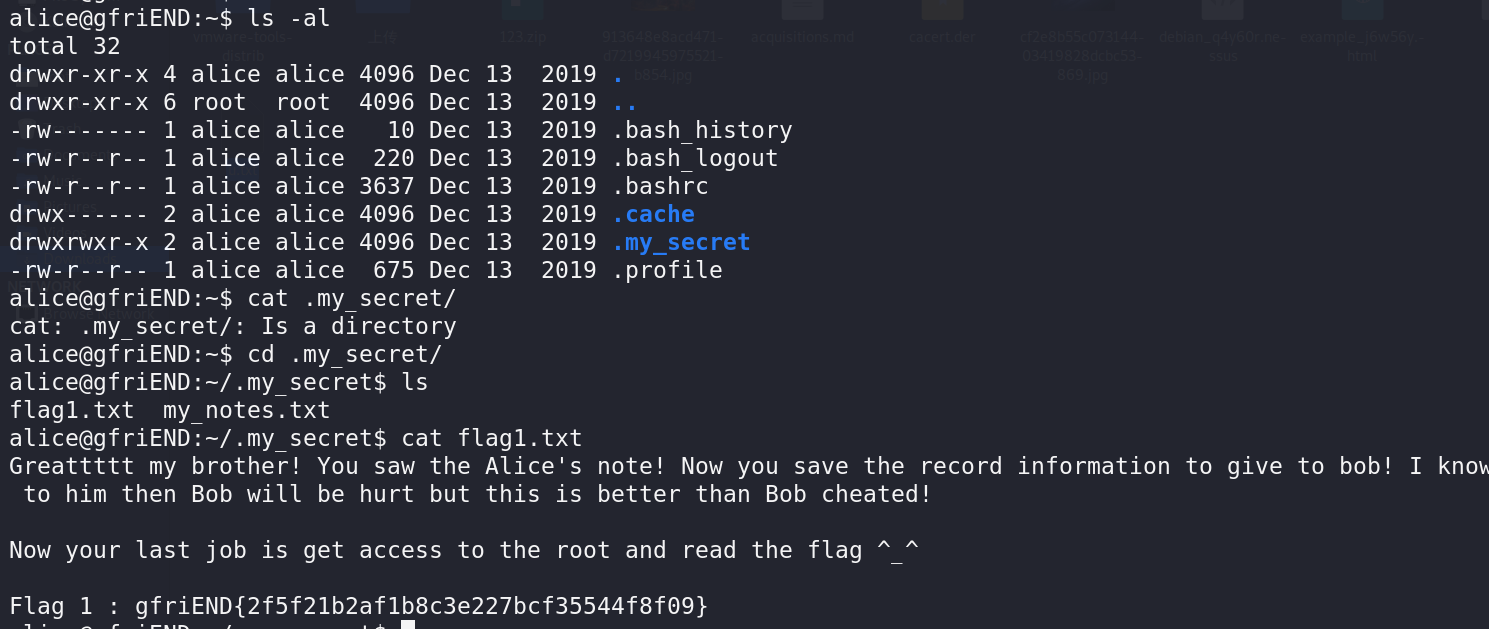 alice@gfriEND:~$ ls -al
total 32
drwxr-xr-x 4 alice alice 4096 Dec 13  2019 .
drwxr-xr-x 6 root  root  4096 Dec 13  2019 ..
-rw------- 1 alice alice   10 Dec 13  2019 .bash_history
-rw-r--r-- 1 alice alice  220 Dec 13  2019 .bash_logout
-rw-r--r-- 1 alice alice 3637 Dec 13  2019 .bashrc
drwx------ 2 alice alice 4096 Dec 13  2019 .cache
drwxrwxr-x 2 alice alice 4096 Dec 13  2019 .my_secret
-rw-r--r-- 1 alice alice  675 Dec 13  2019 .profile
alice@gfriEND:~$ cat .my_secret/
cat: .my_secret/: Is a directory
alice@gfriEND:~$ cd .my_secret/
alice@gfriEND:~/.my_secret$ ls
flag1.txt  my_notes.txt
alice@gfriEND:~/.my_secret$ cat flag1.txt
Greattttt my brother! You saw the Alice's note! Now you save the record information to give to bob! I know
 to him then Bob will be hurt but this is better than Bob cheated!

Now your last job is get access to the root and read the flag ^_^

Flag 1 : gfriEND{2f5f21b2af1b8c3e227bcf35544f8f09}